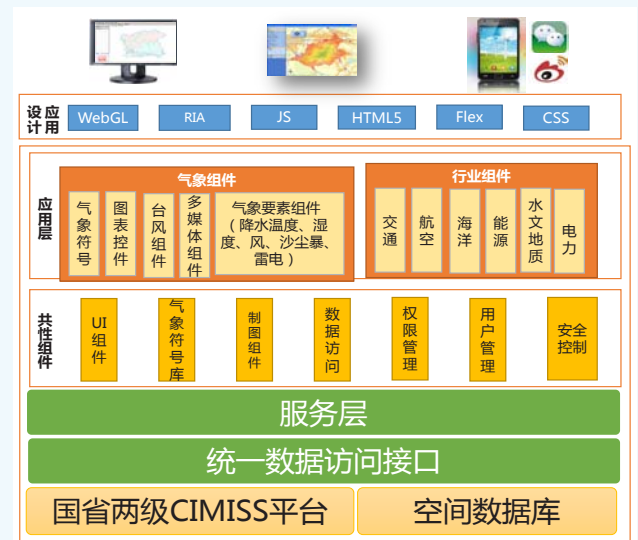 设计
应用
WebGL
RIA
JS
HTML5
Flex
CSS
应用层
气象组件
气象符号
图表控件
台风组件
多媒体组件
气象要素组件
（降水温度、湿
度、风、沙尘暴、
雷电）
行业组件
交通
航空
海洋
能源
水文地质
电力
共性组件
UI
组件
气象符号库
制图组件
数据访问
权限管理
用户管理
安全
控制
服务层
统一数据访问接口
国省两级CIMISS平台
空间数据库